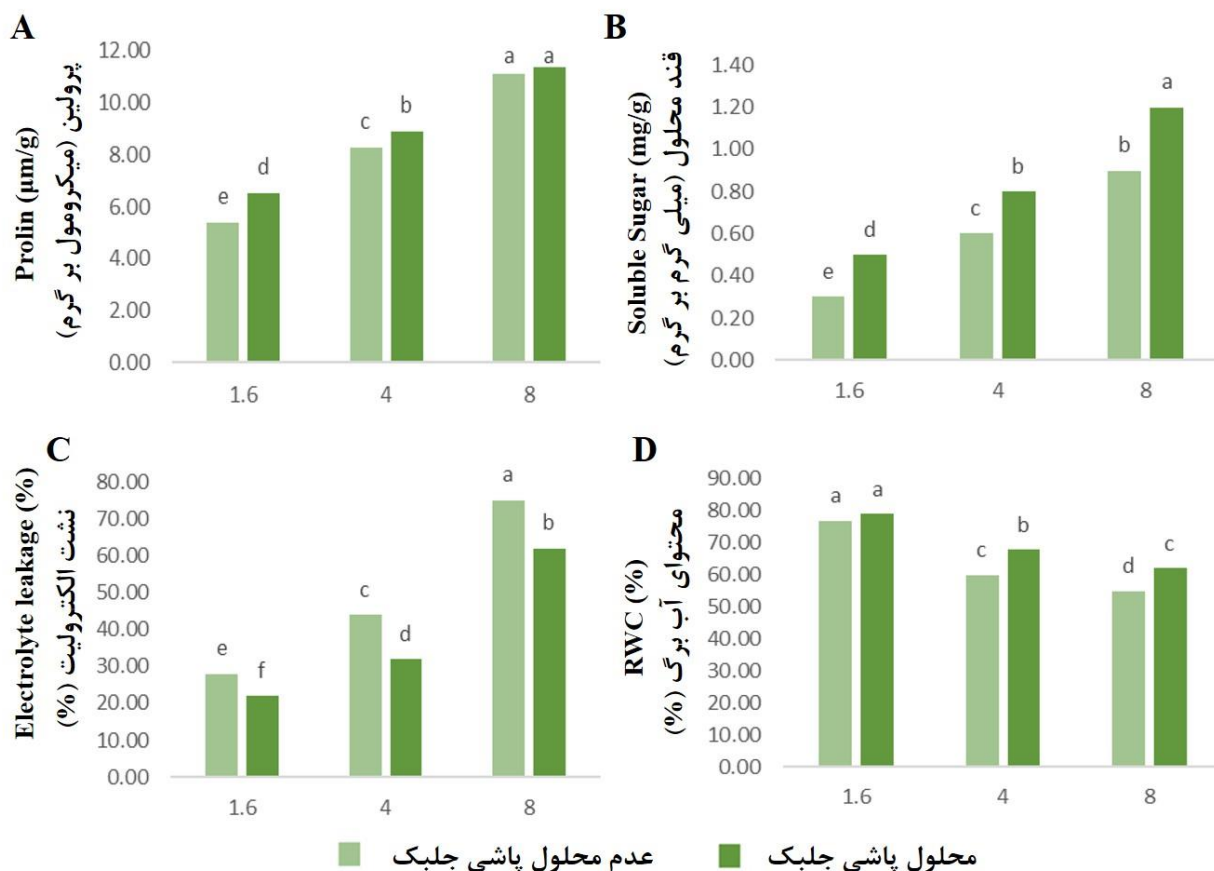 A
Prolin (µm/g)
پرولین (میکرومول بر گرم)
12.00
10.00
8.00
6.00
4.00
2.00
0.00
e
d
c
b
a
a
1.6
4
8
B
Soluble Sugar (mg/g)
قند محلول (میلی گرم بر گرم)
1.40
1.20
1.00
0.80
0.60
0.40
0.20
0.00
e
d
c
b
b
a
1.6
4
8
C
Electrolyte leakage (%)
نشت الکترولیت (%)
80.00
70.00
60.00
50.00
40.00
30.00
20.00
10.00
0.00
e
f
c
d
a
b
1.6
4
8
D
RWC (%)
محتوای آب برگ (%)
90.00
80.00
70.00
60.00
50.00
40.00
30.00
20.00
10.00
0.00
a
a
c
b
d
c
1.6
4
8
عدم محلول پاشی جلبک
محلول پاشی جلبک